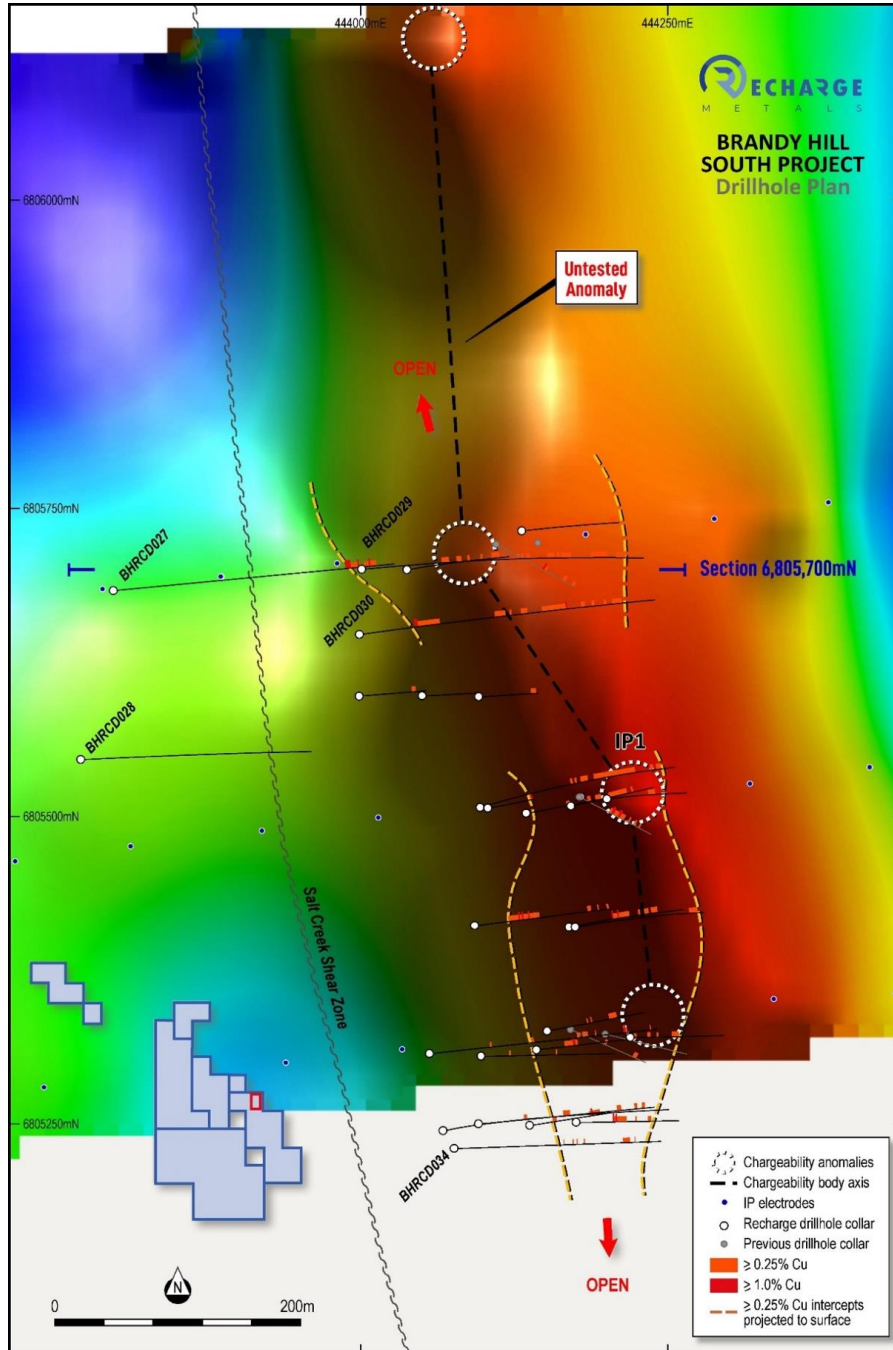 444000mE
444250mE
RECHARGE
METALS
BRANDY HILL
SOUTH PROJECT
Drillhole Plan
6806000mN
Untested
Anomaly
OPEN
6805750mN
BHRCD029
BHRCD027
Section 6,805,700mN
BHRCD030
BHRCD028
IP1
6805500mN
Salt Creek Shear Zone
6805250mN
BHRCD034
OPEN
N
0 200m
Chargeability anomalies
Chargeability body axis
IP electrodes
Recharge drillhole collar
Previous drillhole collar
≥ 0.25% Cu
≥ 1.0% Cu
≥ 0.25% Cu intercepts
projected to surface